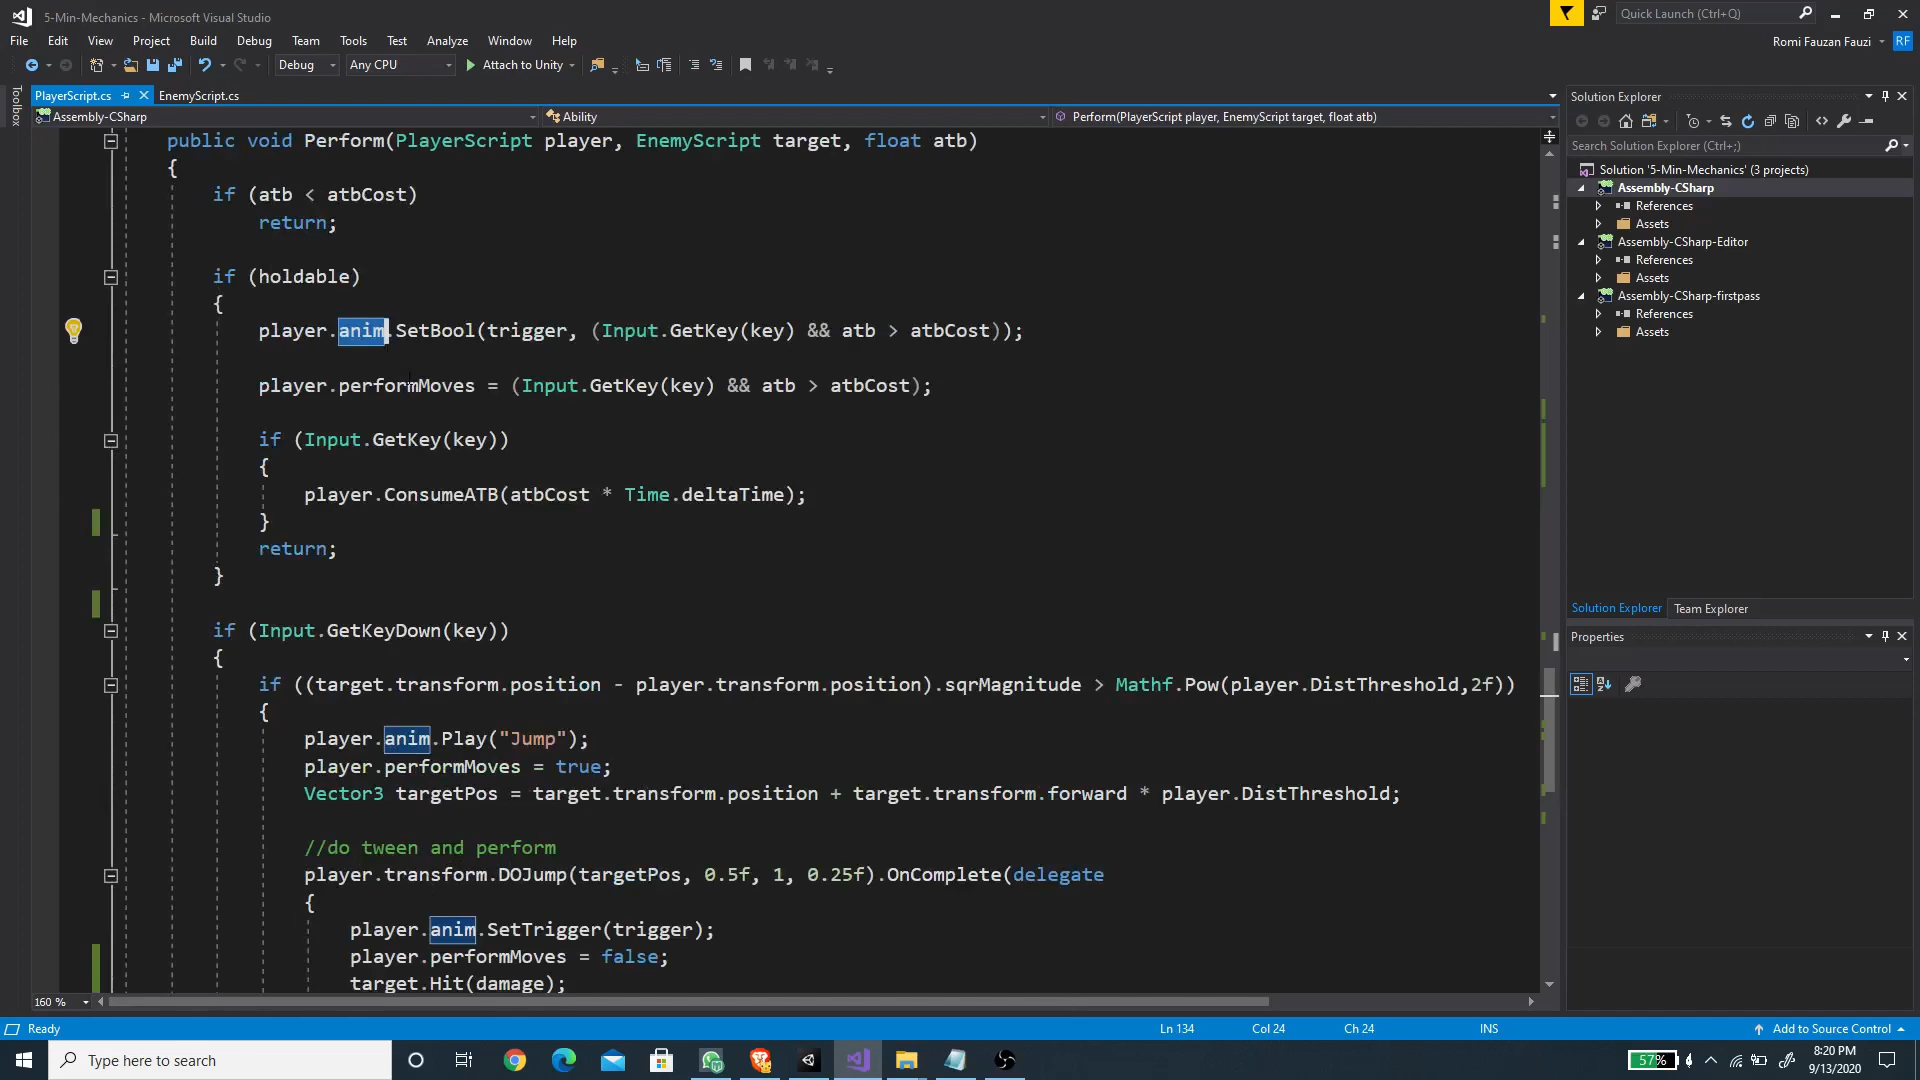 5-Min-Mechanics - Microsoft Visual Studio
Quick Launch (Ctrl+Q)
File Edit View Project Build Debug Team Tools Test Analyze Window Help
Romi Fauzan Fauzi RF
Debug Any CPU Attach to Unity
Toolbox
PlayerScript.cs EnemyScript.cs
Assembly-CSharp Ability Perform(PlayerScript player, EnemyScript target, float atb)
public void Perform(PlayerScript player, EnemyScript target, float atb)
{
if (atb < atbCost)
return;
if (holdable)
{
player.anim.SetBool(trigger, (Input.GetKey(key) && atb > atbCost));
player.performMoves = (Input.GetKey(key) && atb > atbCost);
if (Input.GetKey(key))
{
player.ConsumeATB(atbCost * Time.deltaTime);
}
return;
}
if (Input.GetKeyDown(key))
{
if ((target.transform.position - player.transform.position).sqrMagnitude > Mathf.Pow(player.DistThreshold,2f))
{
player.anim.Play("Jump");
player.performMoves = true;
Vector3 targetPos = target.transform.position + target.transform.forward * player.DistThreshold;
//do tween and perform
player.transform.DOJump(targetPos, 0.5f, 1, 0.25f).OnComplete(delegate
{
player.anim.SetTrigger(trigger);
player.performMoves = false;
target.Hit(damage);
160 %
Solution Explorer
Search Solution Explorer (Ctrl+;)
Solution '5-Min-Mechanics' (3 projects)
Assembly-CSharp
References
Assets
Assembly-CSharp-Editor
References
Assets
Assembly-CSharp-firstpass
References
Assets
Solution Explorer Team Explorer
Properties
Ready Ln 134 Col 24 Ch 24 INS Add to Source Control
Type here to search
57%
8:20 PM
9/13/2020